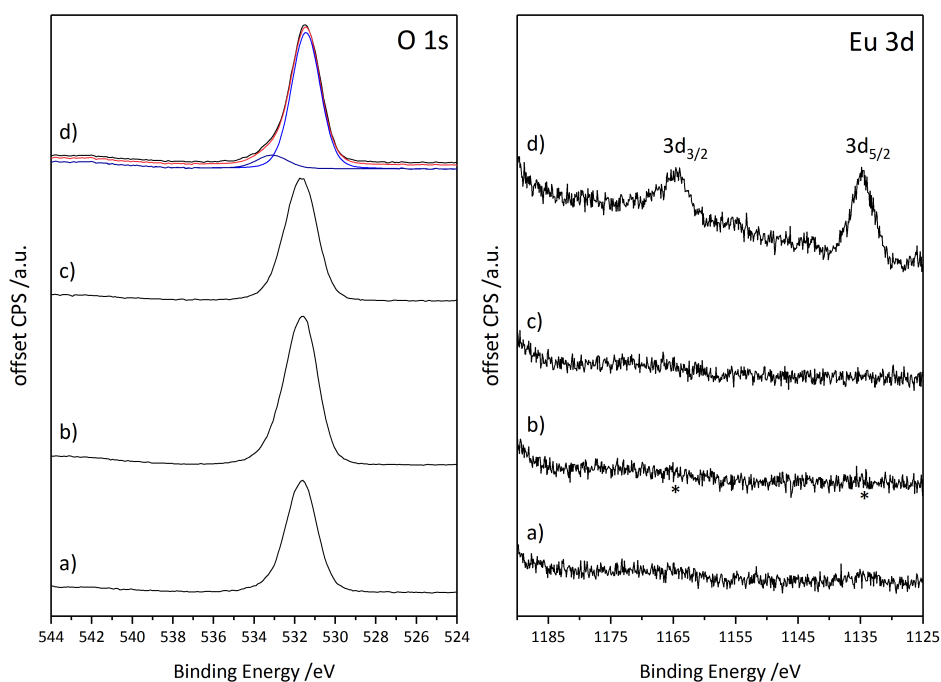 O 1s
d)
c)
b)
a)
offset CPS /a.u.
544 542 540 538 536 534 532 530 528 526 524
Binding Energy /eV
Eu 3d
d)
3d3/2
3d5/2
c)
b)
*
*
a)
offset CPS /a.u.
1185 1175 1165 1155 1145 1135 1125
Binding Energy /eV